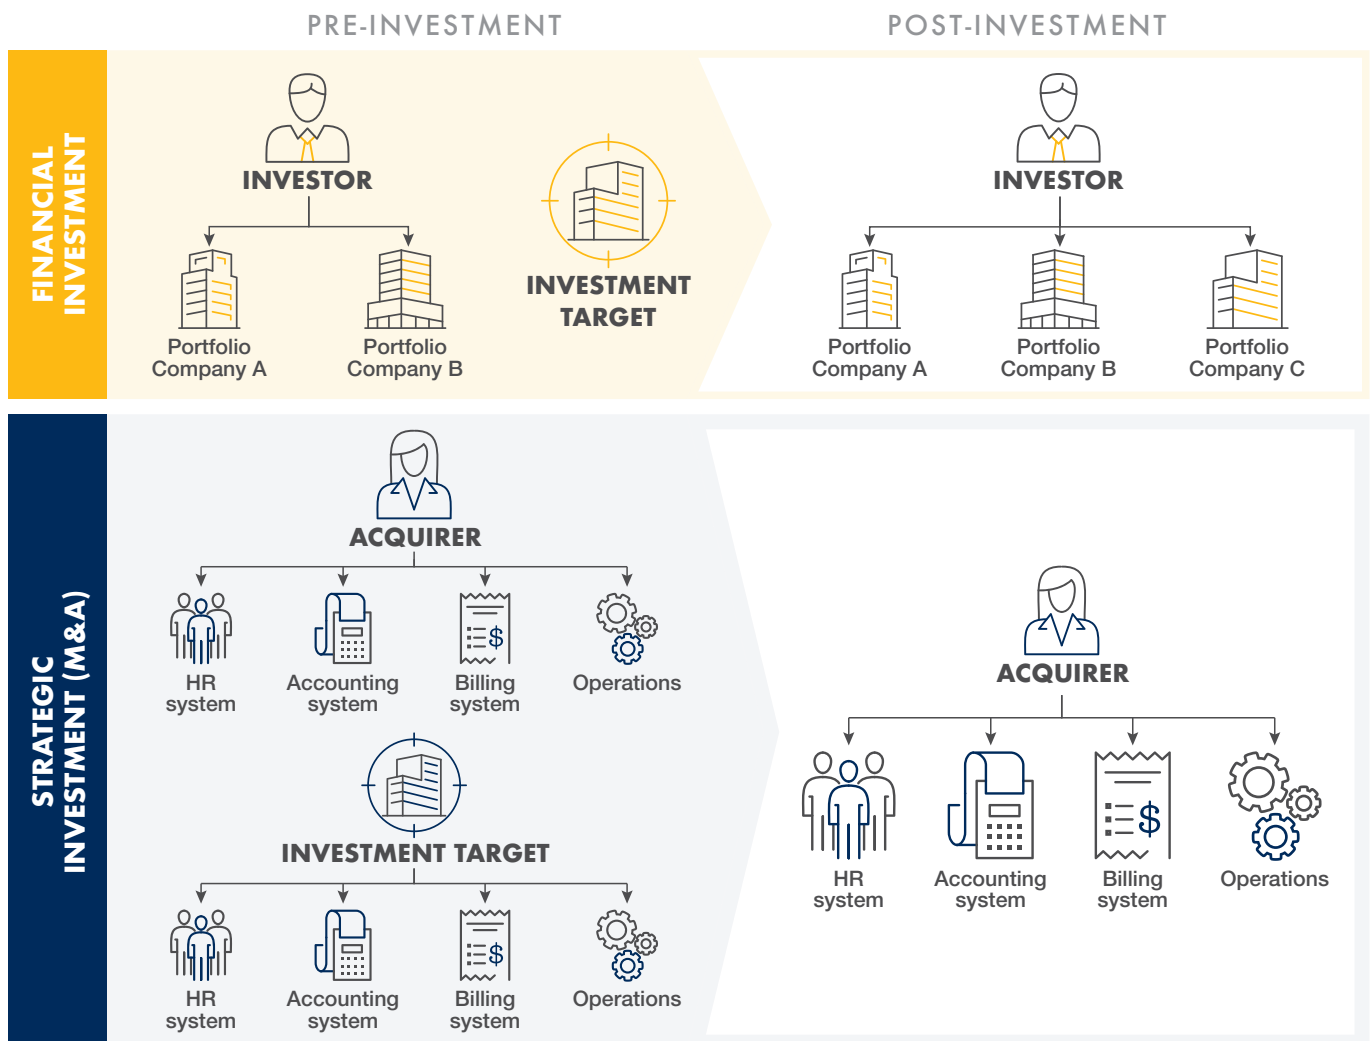 PRE-INVESTMENT
POST-INVESTMENT
FINANCIAL
INVESTMENT
INVESTOR
Portfolio
Company A
Portfolio
Company B
INVESTMENT
TARGET
INVESTOR
Portfolio
Company A
Portfolio
Company B
Portfolio
Company C
STRATEGIC
INVESTMENT (M&A)
ACQUIRER
HR
system
Accounting
system
Billing
system
Operations
INVESTMENT TARGET
HR
system
Accounting
system
Billing
system
Operations
ACQUIRER
HR
system
Accounting
system
Billing
system
Operations